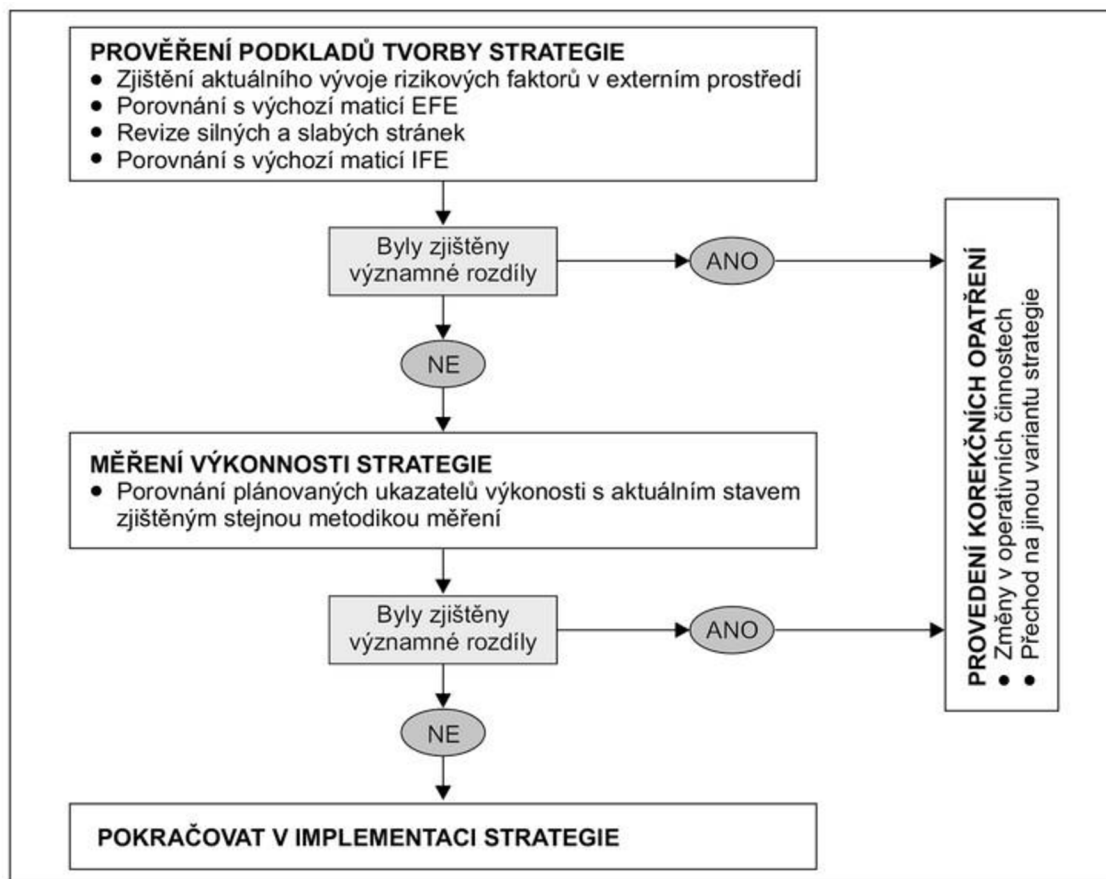 PROVĚŘENÍ PODKLADŮ TVORBY STRATEGIE
● Zjištění aktuálního vývoje rizikových faktorů v externím prostředí
● Porovnání s výchozí maticí EFE
● Revize silných a slabých stránek
● Porovnání s výchozí maticí IFE
Byly zjištěny
významné rozdíly
ANO
NE
MĚŘENÍ VÝKONNOSTI STRATEGIE
● Porovnání plánovaných ukazatelů výkonosti s aktuálním stavem
zjištěným stejnou metodikou měření
Byly zjištěny
významné rozdíly
ANO
NE
POKRAČOVAT V IMPLEMENTACI STRATEGIE
PROVEDENÍ KOREKČNÍCH OPATŘENÍ
● Změny v operativních činnostech
● Přechod na jinou variantu strategie